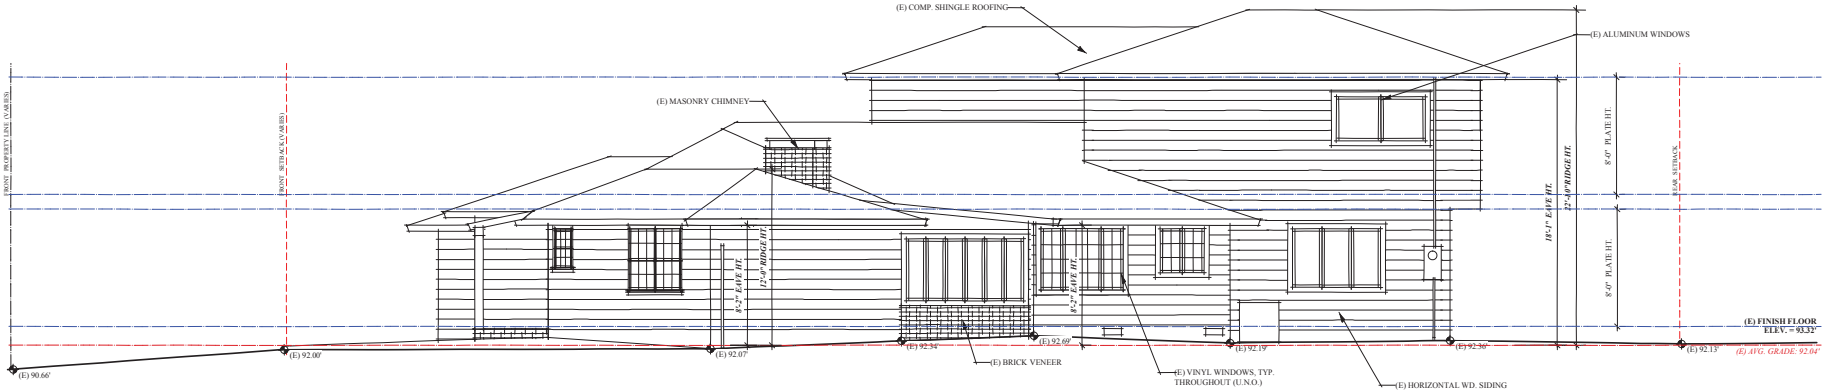 (E) COMP. SHINGLE ROOFING
(E) ALUMINUM WINDOWS
(E) MASONRY CHIMNEY
FRONT PROPERTY LINE (VARIES)
FRONT SETBACK (VARIES)
REAR SETBACK
8'-0" PLATE HT.
22'-10" RIDGE HT.
18'-1" EAVE HT.
8'-0" PLATE HT.
12'-0" RIDGE HT.
8'-2" EAVE HT.
8'-2" EAVE HT.
(E) FINISH FLOOR
ELEV. = 93.32'
(E) AVG. GRADE: 92.04'
(E) 90.66'
(E) 92.00'
(E) 92.07'
(E) 92.34'
(E) 92.69'
(E) 92.19'
(E) 92.36'
(E) 92.13'
(E) BRICK VENEER
(E) VINYL WINDOWS, TYP.
THROUGHOUT (U.N.O.)
(E) HORIZONTAL WD. SIDING